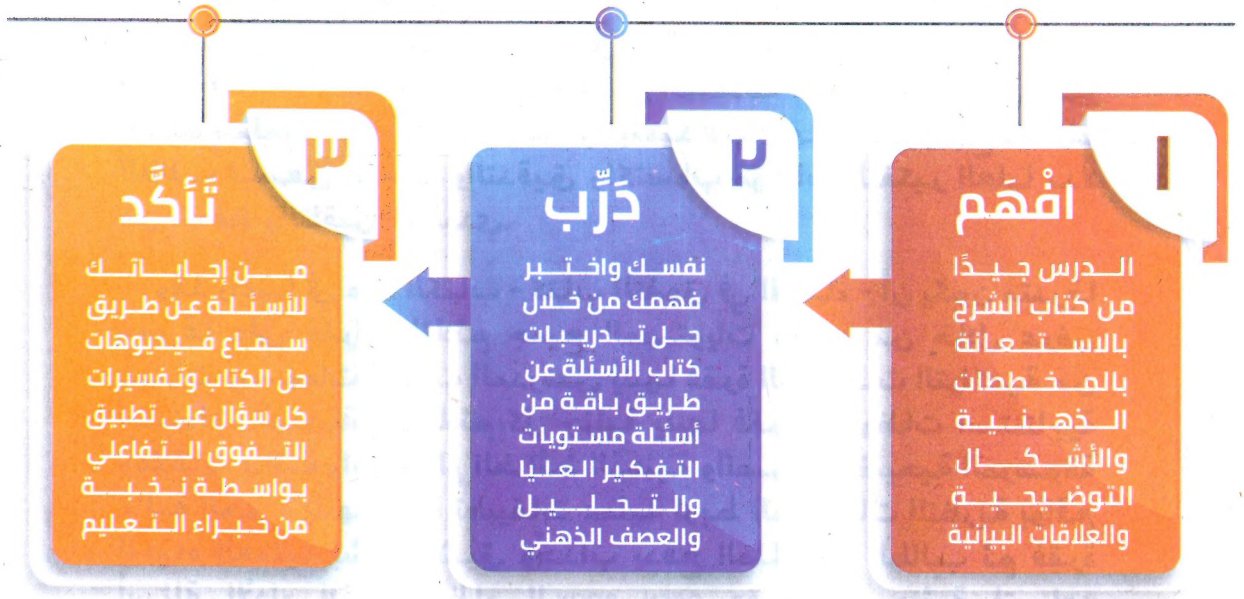 ١
افْهَم
الدرس جيدًا
من كتاب الشرح
بالاستعانة
بالمخططات
الذهنية
والأشكال
التوضيحية
والعلاقات البيانية
٢
دَرِّب
نفسك واختبر
فهمك من خلال
حل تدريبات
كتاب الأسئلة عن
طريق باقة من
أسئلة مستويات
التفكير العليا
والتحليل
والعصف الذهني
٣
تَأكَّد
من إجاباتك
للأسئلة عن طريق
سماع فيديوهات
حل الكتاب وتفسيرات
كل سؤال على تطبيق
التفوق التفاعلي
بواسطة نخبة
من خبراء التعليم